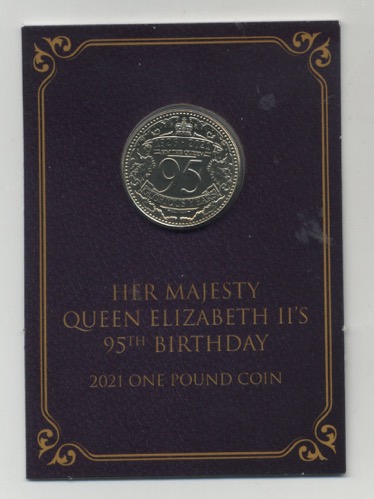 95
HER MAJESTY
QUEEN ELIZABETH II'S
95TH BIRTHDAY
2021 ONE POUND COIN